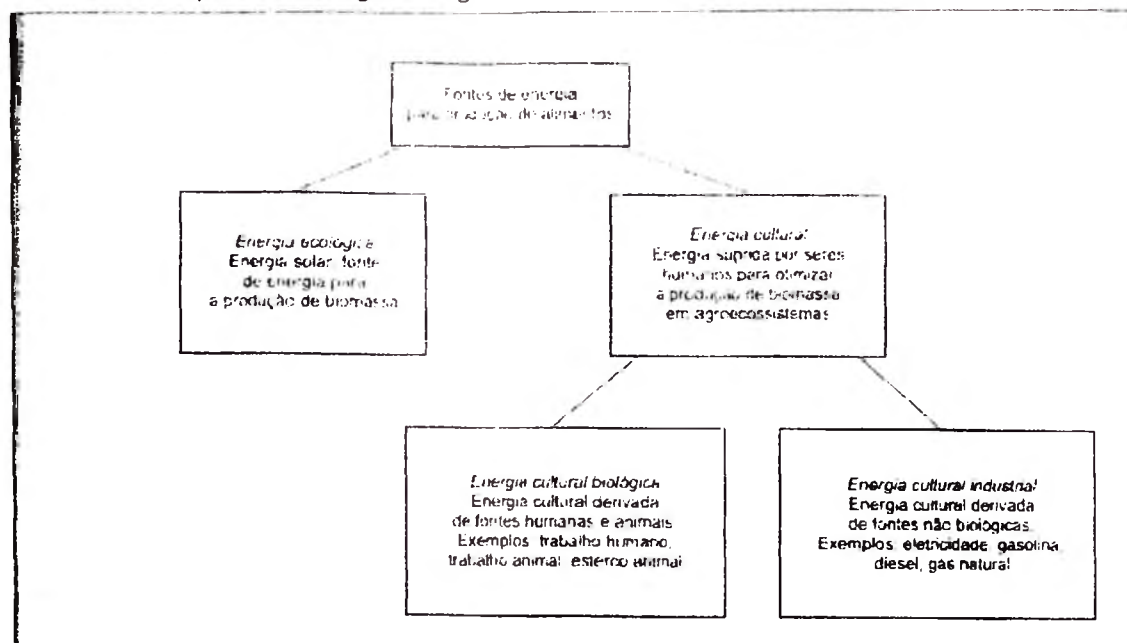 Fontes de energia
para produção de alimentos
Energia ecológica
Energia solar fonte
de energia para
a produção de biomassa
Energia cultural
Energia suprida por seres
humanos para otimizar
a produção de biomassa
em agroecossistemas
Energia cultural biológica
Energia cultural derivada
de fontes humanas e animais
Exemplos trabalho humano,
trabalho animal esterco animal
Energia cultural industrial
Energia cultural derivada
de fontes não biológicas
Exemplos eletricidade gasolina
diesel, gás natural